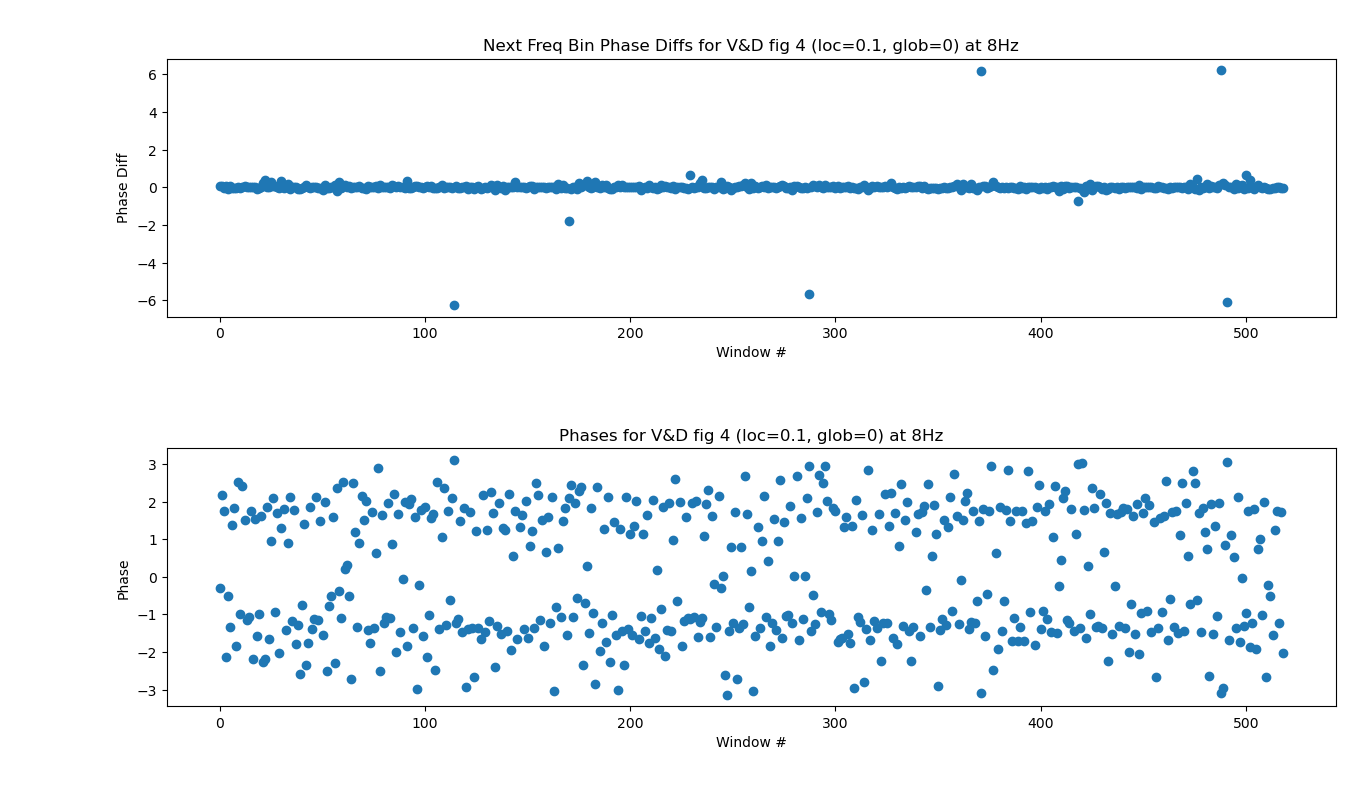 Next Freq Bin Phase Diffs for V&D fig 4 (loc=0.1, glob=0) at 8Hz
6
4
2
0
−2
−4
−6
Phase Diff
0 100 200 300 400 500
Window #
Phases for V&D fig 4 (loc=0.1, glob=0) at 8Hz
3
2
1
0
−1
−2
−3
Phase
0 100 200 300 400 500
Window #